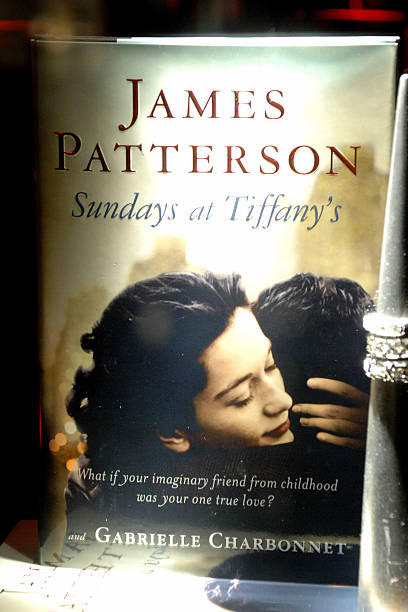 JAMES
PATTERSON
Sundays at Tiffany's
What if your imaginary friend from childhood
was your one true love?
and GABRIELLE CHARBONNET